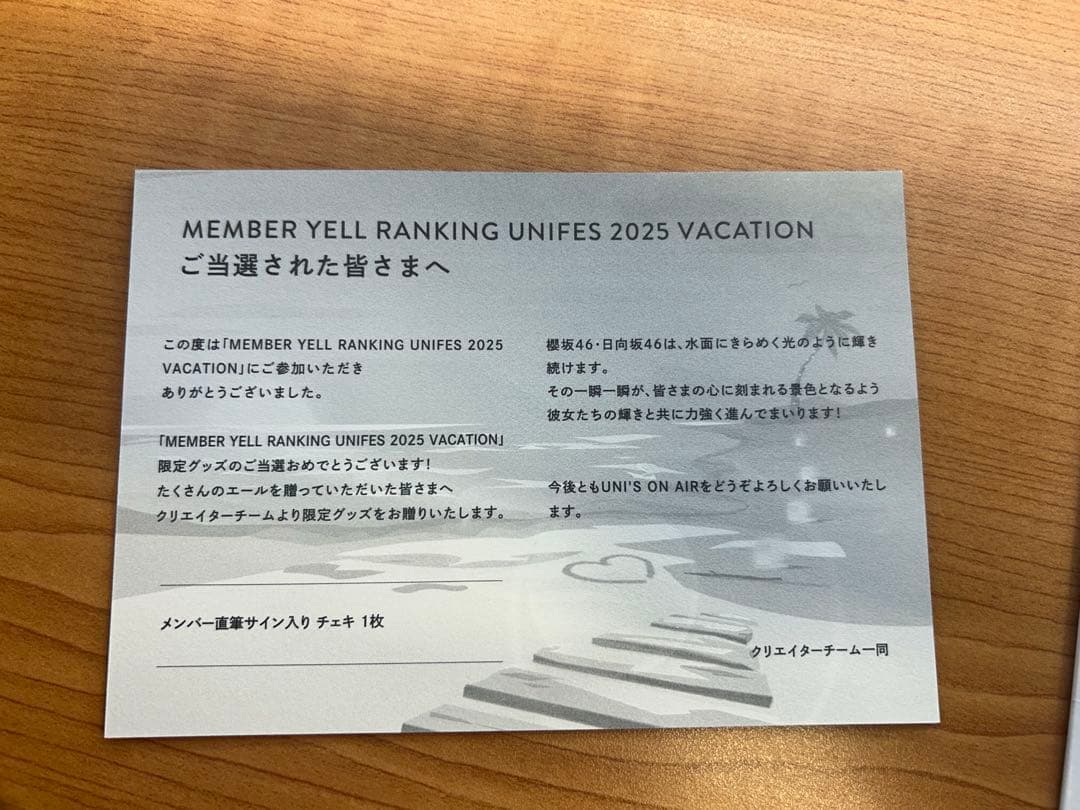 MEMBER YELL RANKING UNIFES 2025 VACATION
ご当選された皆さまへ
この度は「MEMBER YELL RANKING UNIFES 2025
VACATION」にご参加いただき
ありがとうございました。
「MEMBER YELL RANKING UNIFES 2025 VACATION」
限定グッズのご当選おめでとうございます!
たくさんのエールを贈っていただいた皆さまへ
クリエイターチームより限定グッズをお贈りいたします。
メンバー直筆サイン入り チェキ 1枚
櫻坂46・日向坂46は、水面にきらめく光のように輝き
続けます。
その一瞬一瞬が、皆さまの心に刻まれる景色となるよう
彼女たちの輝きと共に力強く進んでまいります!
今後ともUNI'S ON AIRをどうぞよろしくお願いいたし
ます。
クリエイターチーム一同